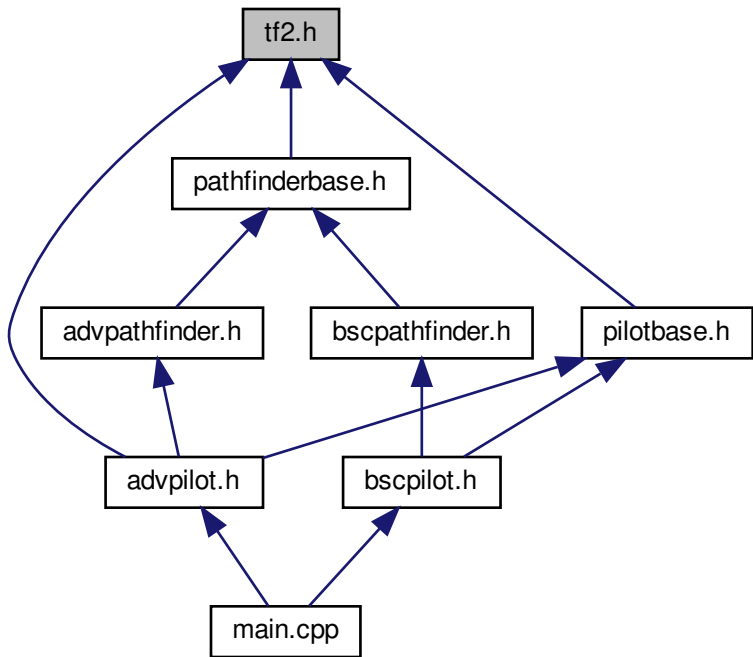 tf2.h
pathfinderbase.h
advpathfinder.h
bscpathfinder.h
pilotbase.h
advpilot.h
bscpilot.h
main.cpp